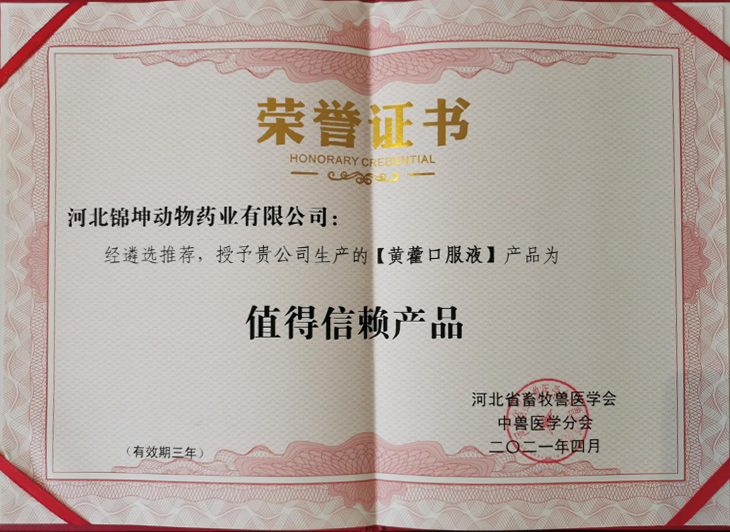 荣誉证书
HONORARY CREDENTIAL
河北锦坤动物药业有限公司：
经遴选推荐，授予贵公司生产的【黄藿口服液】产品为
值得信赖产品
河北省畜牧兽医学会
中兽医学分会
二〇二一年四月
（有效期三年）